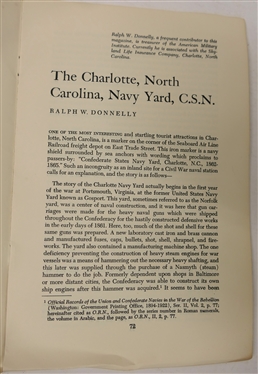 Ralph W. Donnelly, a frequent contributor to this
magazine, is treasurer of the American Military
Institute. Currently he is associated with the Sky-
land Life Insurance Company, Charlotte, North
Carolina.
The Charlotte, North
Carolina, Navy Yard, C.S.N.
RALPH W. DONNELLY
ONE OF THE MOST INTERESTING and startling tourist attractions in Char-
lotte, North Carolina, is a marker on the corner of the Seaboard Air Line
Railroad freight depot on East Trade Street. This iron marker is a navy
shield surrounded by sea anchors with wording which proclaims to
passers-by: "Confederate States Navy Yard, Charlotte, N.C., 1862-
1865." Such an incongruity as an inland site for a Civil War naval station
calls for an explanation, and the story is as follows—
The story of the Charlotte Navy Yard actually begins in the first year
of the war at Portsmouth, Virginia, at the former United States Navy
Yard known as Gosport. This yard, sometimes referred to as the Norfolk
yard, was a center of naval construction, and it was here that gun car-
riages were made for the heavy naval guns which were shipped
throughout the Confederacy for the hastily constructed defensive works
in the early days of 1861. Here, too, much of the shot and shell for these
same guns was prepared. A new laboratory cut iron and brass cannon
and manufactured fuzes, caps, bullets, shot, shell, shrapnel, and fire-
works. The yard also contained a manufacturing machine shop. The one
deficiency preventing the construction of heavy steam engines for war
vessels was a means of hammering out the necessary heavy shafting, and
this later was supplied through the purchase of a Nazmyth (steam)
hammer to do the job. Formerly dependent upon shops in Baltimore
or more distant cities, the Confederacy was able to construct its own
ship engines after this hammer was acquired.¹ It seems to have been
¹ Official Records of the Union and Confederate Navies in the War of the Rebellion
(Washington: Government Printing Office, 1894-1922), Ser. II, Vol. 2, p. 77;
hereinafter cited as O.R.N., followed by the series number in Roman numerals,
the volume in Arabic, and the page, as O.R.N., II, 2, p. 77.
72